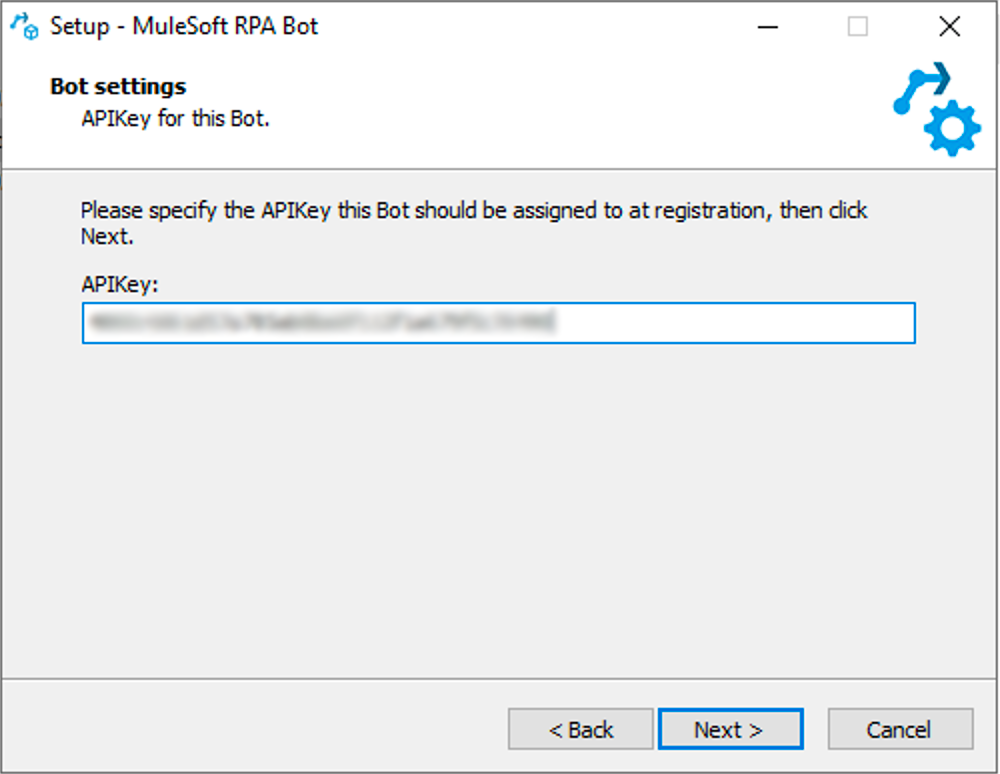 Setup - MuleSoft RPA Bot
Bot settings
APIKey for this Bot.
Please specify the APIKey this Bot should be assigned to at registration, then click
Next.
APIKey:
< Back
Next >
Cancel